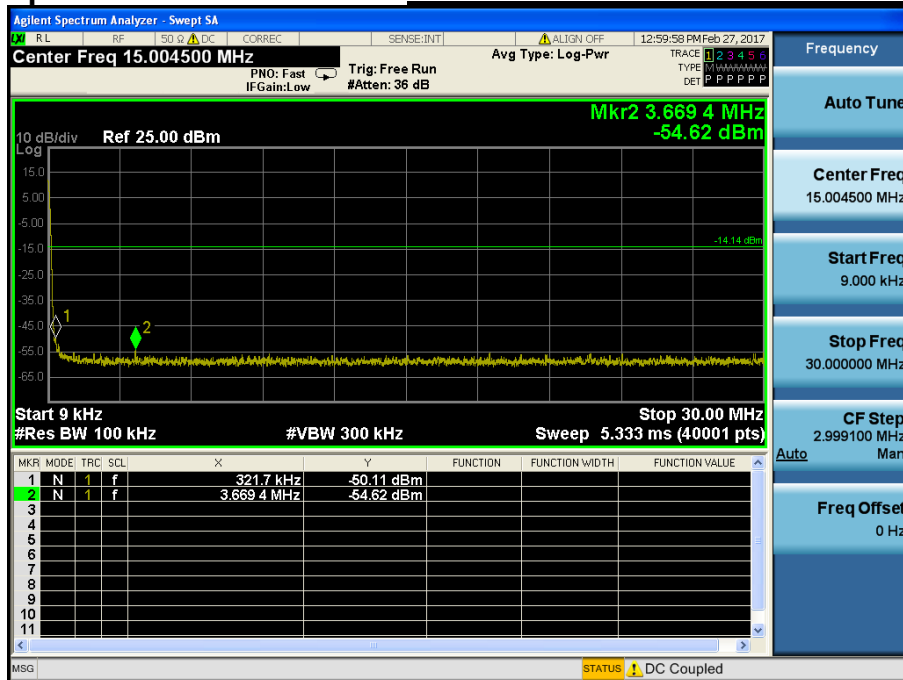 Agilent Spectrum Analyzer - Swept SA
LXI RL RF 50 Ω DC CORREC SENSE:INT ALIGN OFF 12:59:58 PM Feb 27, 2017
Center Freq 15.004500 MHz
PNO: Fast
IFGain:Low
Trig: Free Run
#Atten: 36 dB
Avg Type: Log-Pwr
TRACE 1 2 3 4 5 6
TYPE M W W W W W
DET P P P P P P
Mkr2 3.669 4 MHz
-54.62 dBm
10 dB/div Ref 25.00 dBm
Log
15.0
5.00
-5.00
-15.0
-14.14 dBm
-25.0
-35.0
-45.0
-55.0
-65.0
1
2
Start 9 kHz Stop 30.00 MHz
#Res BW 100 kHz #VBW 300 kHz Sweep 5.333 ms (40001 pts)
MKR MODE TRC SCL X Y FUNCTION FUNCTION WIDTH FUNCTION VALUE
1 N 1 f 321.7 kHz -50.11 dBm
2 N 1 f 3.669 4 MHz -54.62 dBm
3
4
5
6
7
8
9
10
11
MSG STATUS DC Coupled
Frequency
Auto Tune
Center Freq
15.004500 MHz
Start Freq
9.000 kHz
Stop Freq
30.000000 MHz
CF Step
2.999100 MHz
Auto Man
Freq Offset
0 Hz